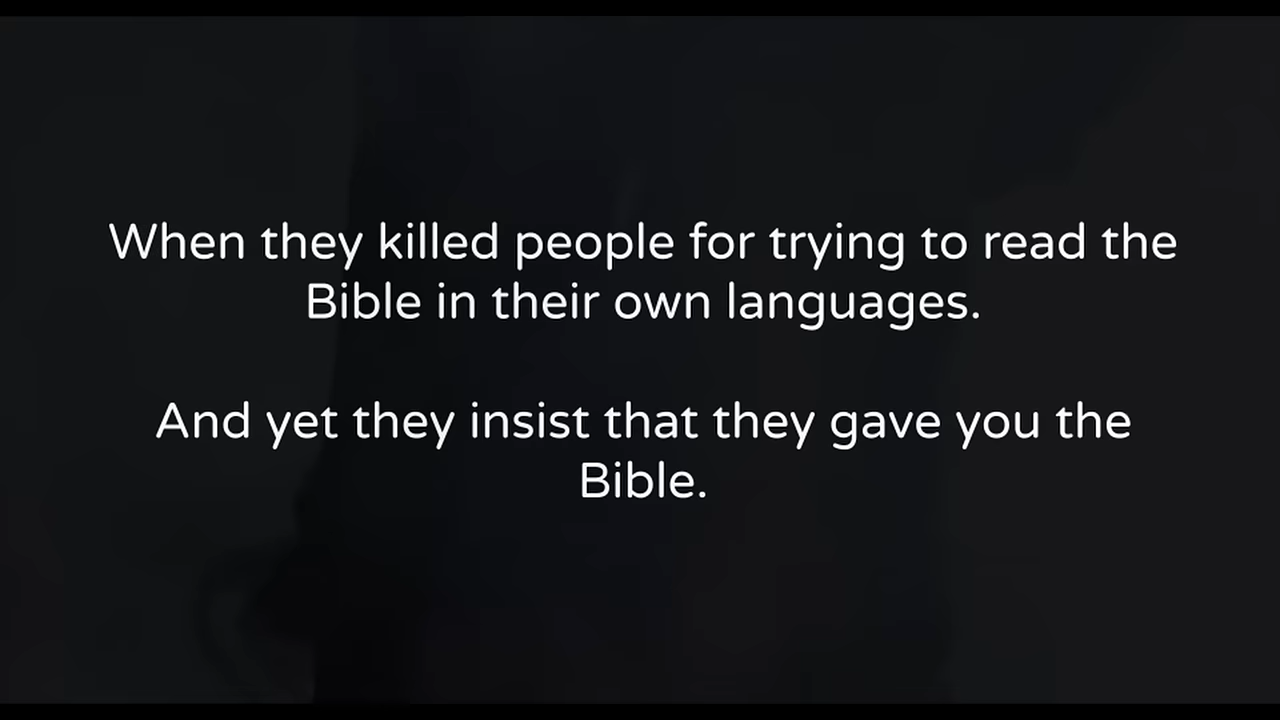 When they killed people for trying to read the
Bible in their own languages.
And yet they insist that they gave you the
Bible.